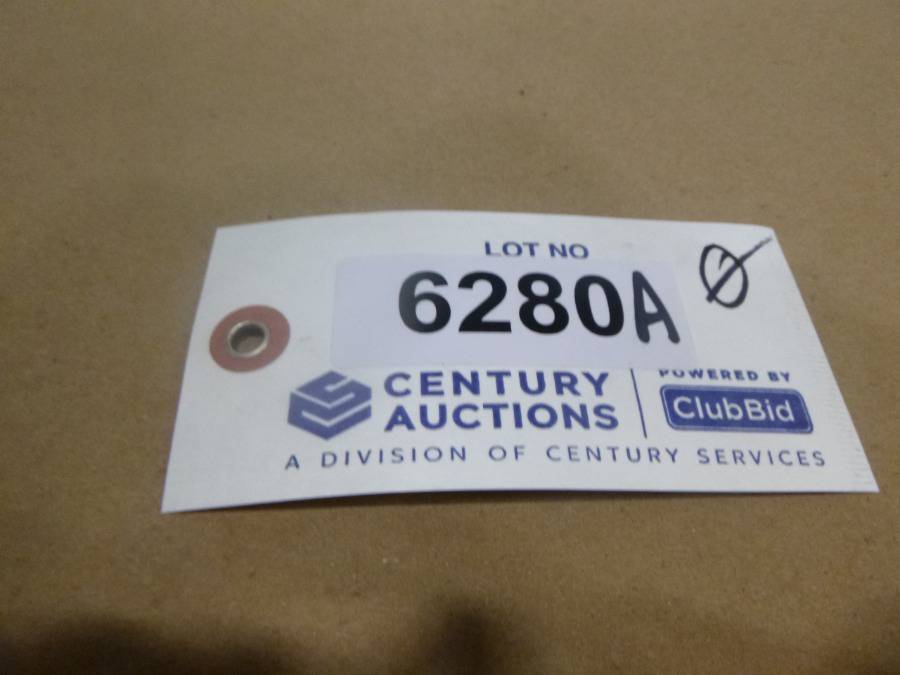 LOT NO
6280A Ø
CENTURY
AUCTIONS
POWERED BY
ClubBid
A DIVISION OF CENTURY SERVICES